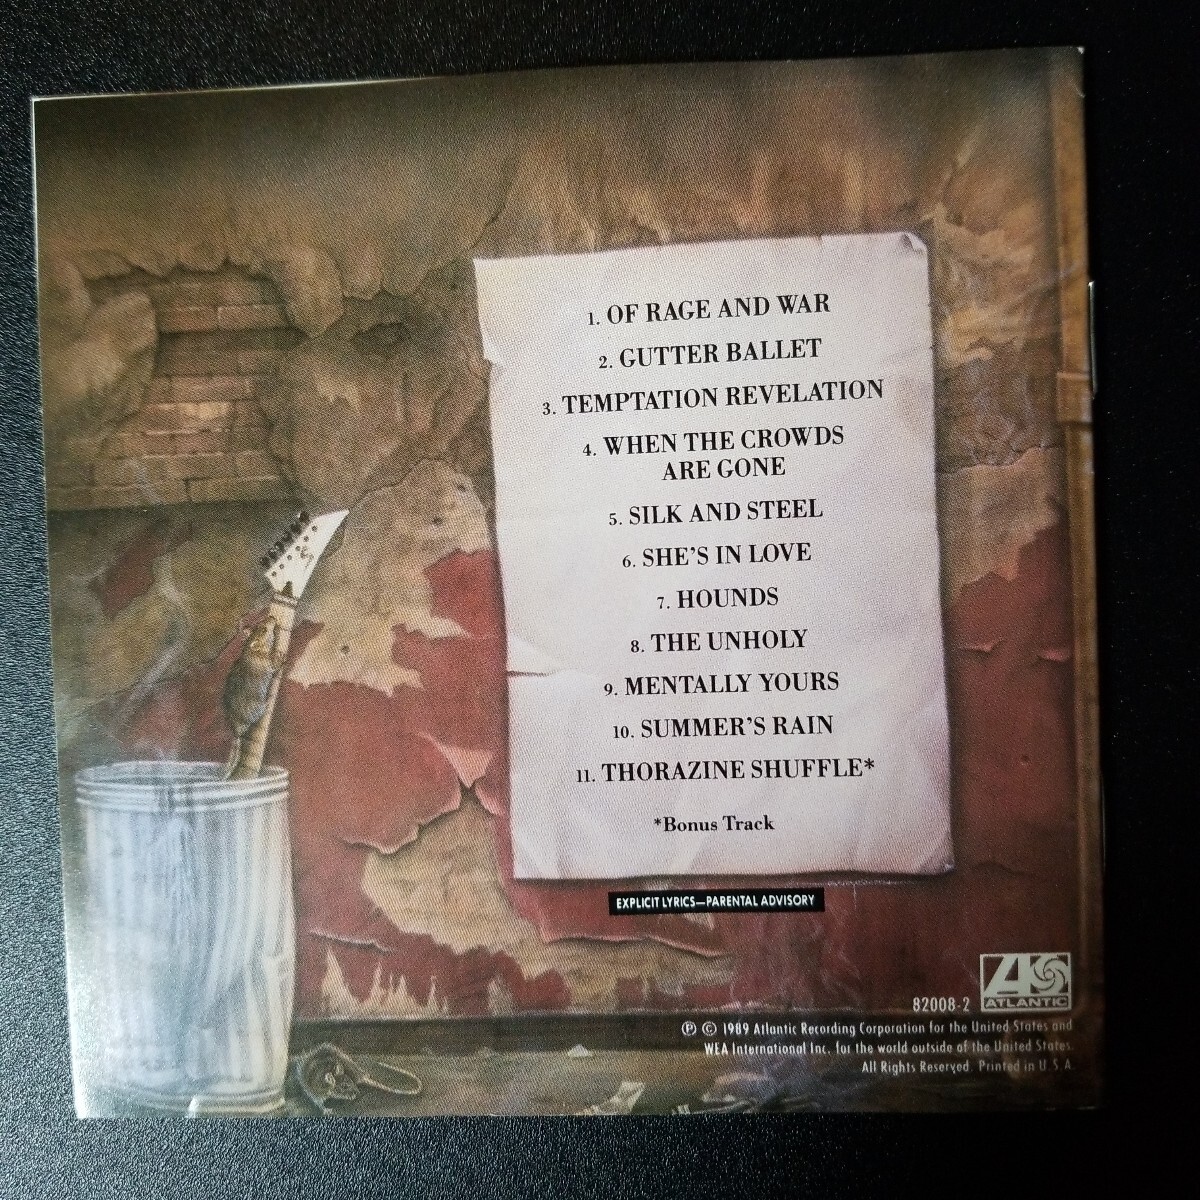 1. OF RAGE AND WAR
2. GUTTER BALLET
3. TEMPTATION REVELATION
4. WHEN THE CROWDS
ARE GONE
5. SILK AND STEEL
6. SHE'S IN LOVE
7. HOUNDS
8. THE UNHOLY
9. MENTALLY YOURS
10. SUMMER'S RAIN
11. THORAZINE SHUFFLE*
*Bonus Track
EXPLICIT LYRICS—PARENTAL ADVISORY
82008-2
ATLANTIC
℗ © 1989 Atlantic Recording Corporation for the United States and
WEA International Inc. for the world outside of the United States.
All Rights Reserved. Printed in U.S.A.